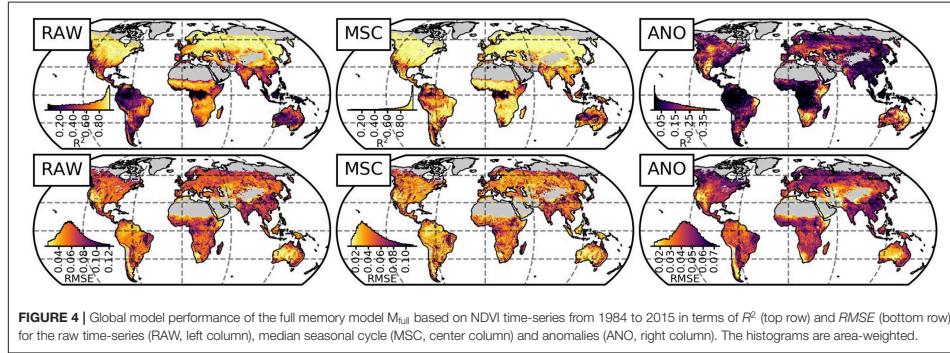 RAW
MSC
ANO
0.20
0.40
0.60
0.80
R²
0.20
0.40
0.60
0.80
R²
0.05
0.15
0.25
0.35
R²
RAW
MSC
ANO
0.04
0.06
0.08
0.10
0.12
RMSE
0.02
0.04
0.06
0.08
0.10
RMSE
0.02
0.03
0.04
0.05
0.06
0.07
RMSE
FIGURE 4 | Global model performance of the full memory model Mfull based on NDVI time-series from 1984 to 2015 in terms of R² (top row) and RMSE (bottom row)
for the raw time-series (RAW, left column), median seasonal cycle (MSC, center column) and anomalies (ANO, right column). The histograms are area-weighted.